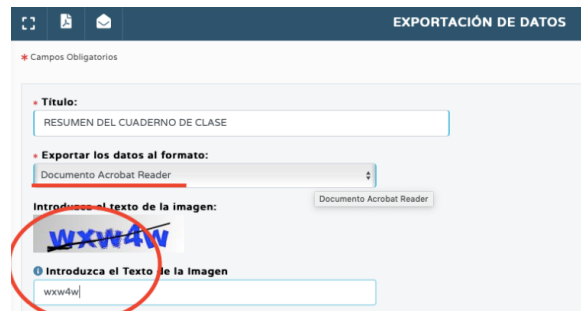 EXPORTACIÓN DE DATOS
* Campos Obligatorios
* Título:
RESUMEN DEL CUADERNO DE CLASE
* Exportar los datos al formato:
Documento Acrobat Reader
Documento Acrobat Reader
Introduzca el texto de la imagen:
wxw4w
Introduzca el Texto de la Imagen
wxw4w